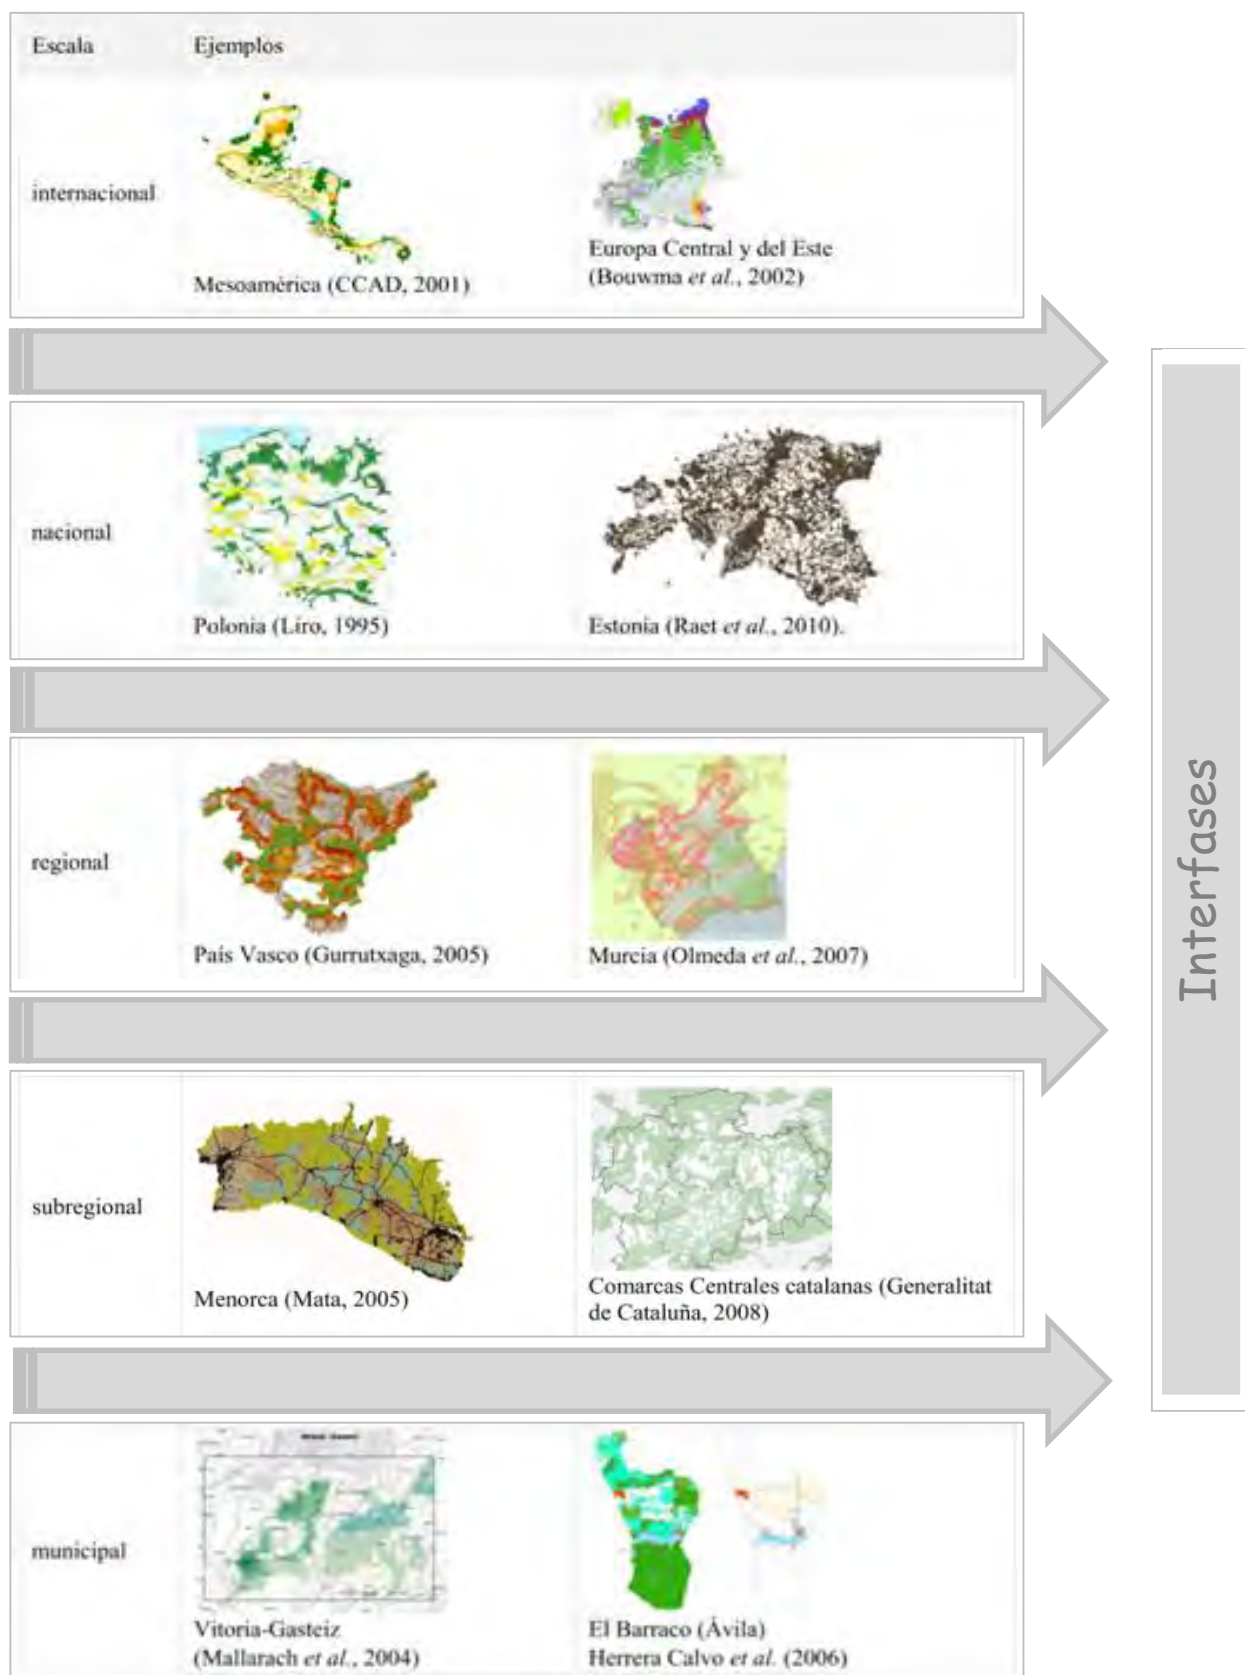 Escala Ejemplos
internacional
Mesoamérica (CCAD, 2001)
Europa Central y del Este
(Bouwma et al., 2002)
nacional
Polonia (Liro, 1995)
Estonia (Raet et al., 2010).
regional
País Vasco (Gurrutxaga, 2005)
Murcia (Olmeda et al., 2007)
subregional
Menorca (Mata, 2005)
Comarcas Centrales catalanas (Generalitat
de Cataluña, 2008)
municipal
Vitoria-Gasteiz
(Mallarach et al., 2004)
El Barraco (Ávila)
Herrera Calvo et al. (2006)
Interfases